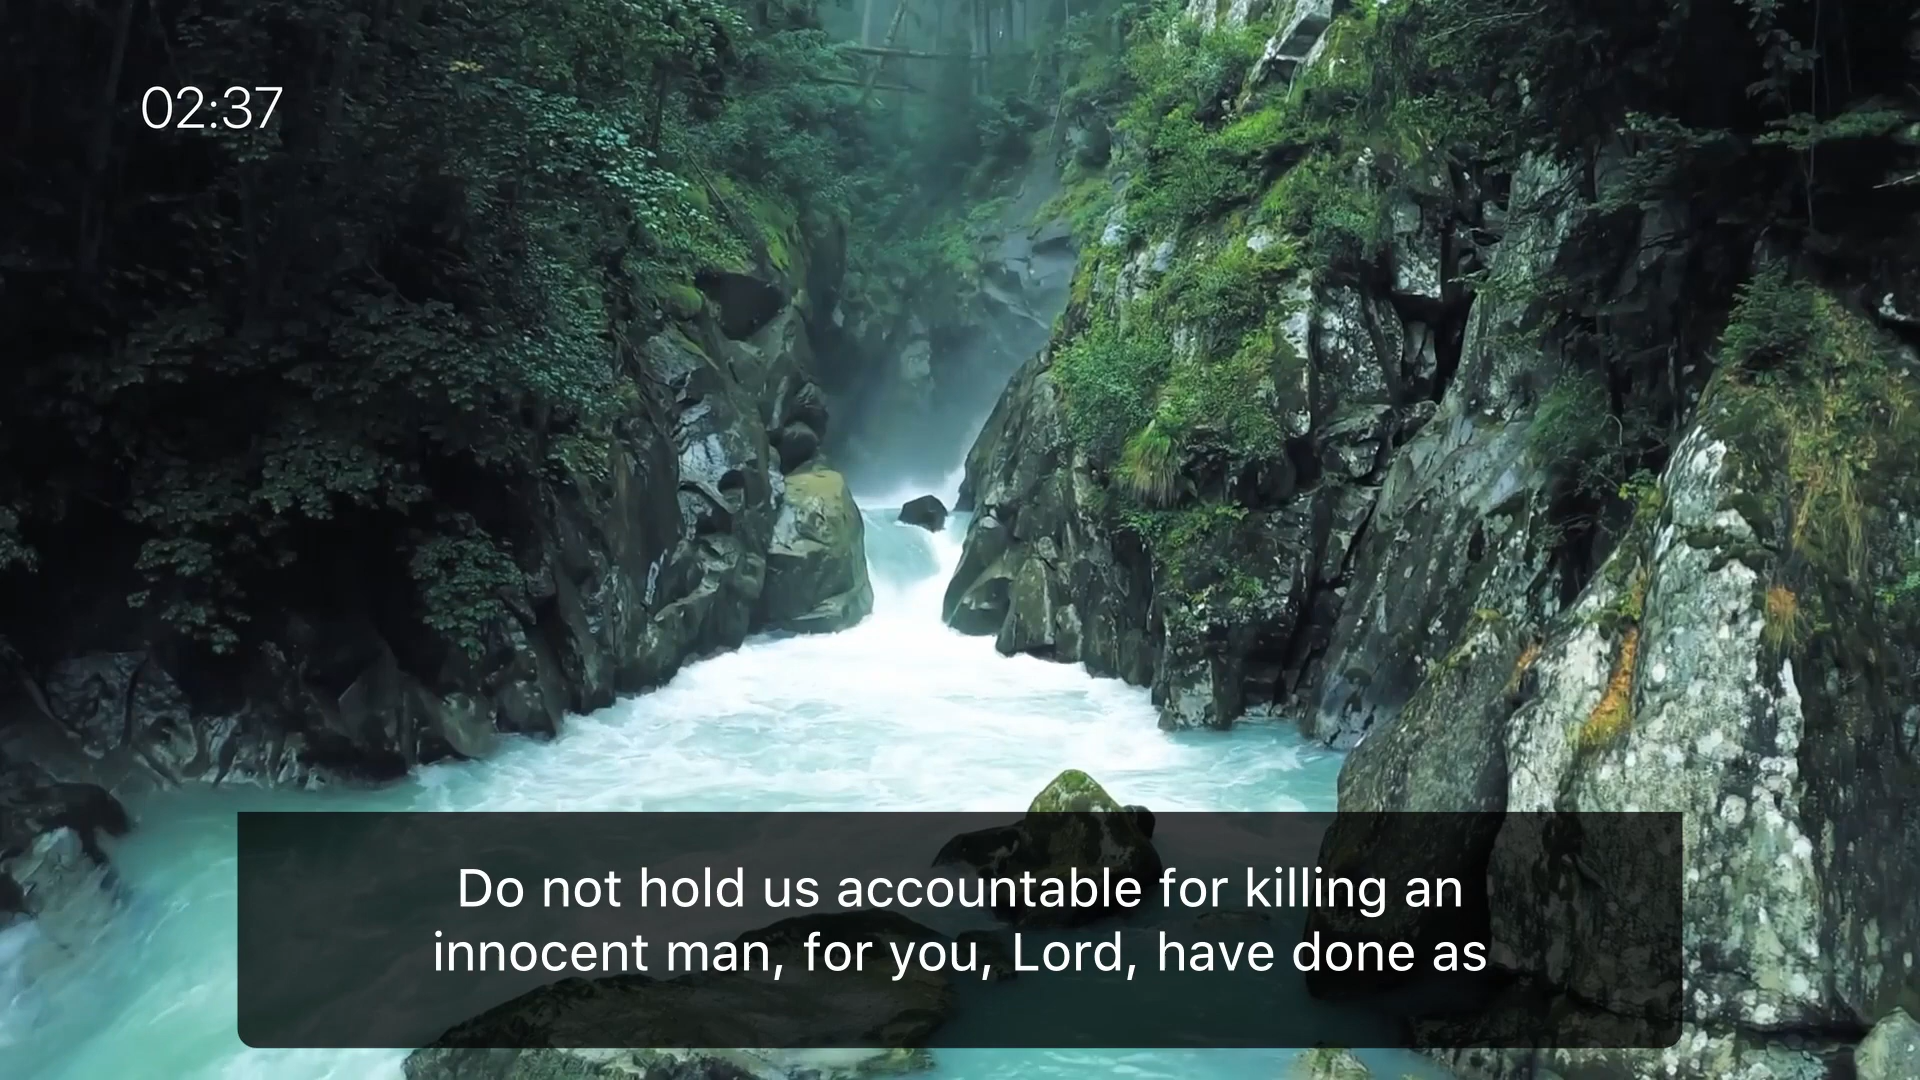 02:37
Do not hold us accountable for killing an
innocent man, for you, Lord, have done as